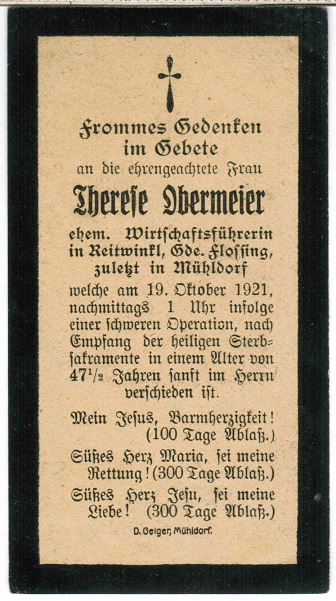 Frommes Gedenken
im Gebete
an die ehrengeachtete Frau
Therese Obermeier
ehem. Wirtschaftsführerin
in Reitwinkl, Gde. Flossing,
zuletzt in Mühldorf
welche am 19. Oktober 1921,
nachmittags 1 Uhr infolge
einer schweren Operation, nach
Empfang der heiligen Sterb-
sakramente in einem Alter von
47½ Jahren sanft im Herrn
verschieden ist.
Mein Jesus, Barmherzigkeit!
(100 Tage Ablaß.)
Süßes Herz Maria, sei meine
Rettung! (300 Tage Ablaß.)
Süßes Herz Jesu, sei meine
Liebe! (300 Tage Ablaß.)
D. Geiger, Mühldorf.